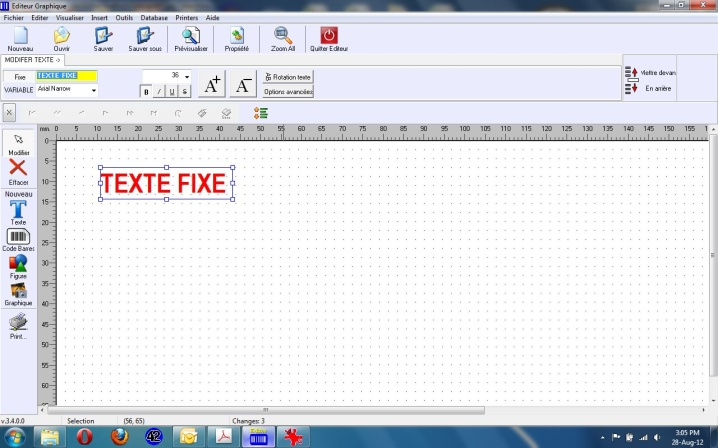 Editeur Graphique
Fichier Editer Visualiser Insert Outils Database Printers Aide
Nouveau Ouvrir Sauver Sauver sous Prévisualiser Propriété Zoom All Quitter Editeur
MODIFER TEXTE ->
Fixe TEXTE FIXE 36 A+ A– Rotation texte Mettre devan
VARIABLE Arial Narrow B I U S Options avancées En arrière
mm 0 5 10 15 20 25 30 35 40 45 50 55 60 65 70 75 80 85 90 95 100 105 110 115 120 125 130 135 140 145 150 155 1
0
Modifier
5
Effacer
10
TEXTE FIXE
Nouveau
15
Texte
20
Code Barres
25
30
Figure
35
Graphique
40
45
Print...
50
55
60
65
v.3.4.0.0 Selection (56, 65) Changes: 3
42
3:05 PM
28-Aug-12